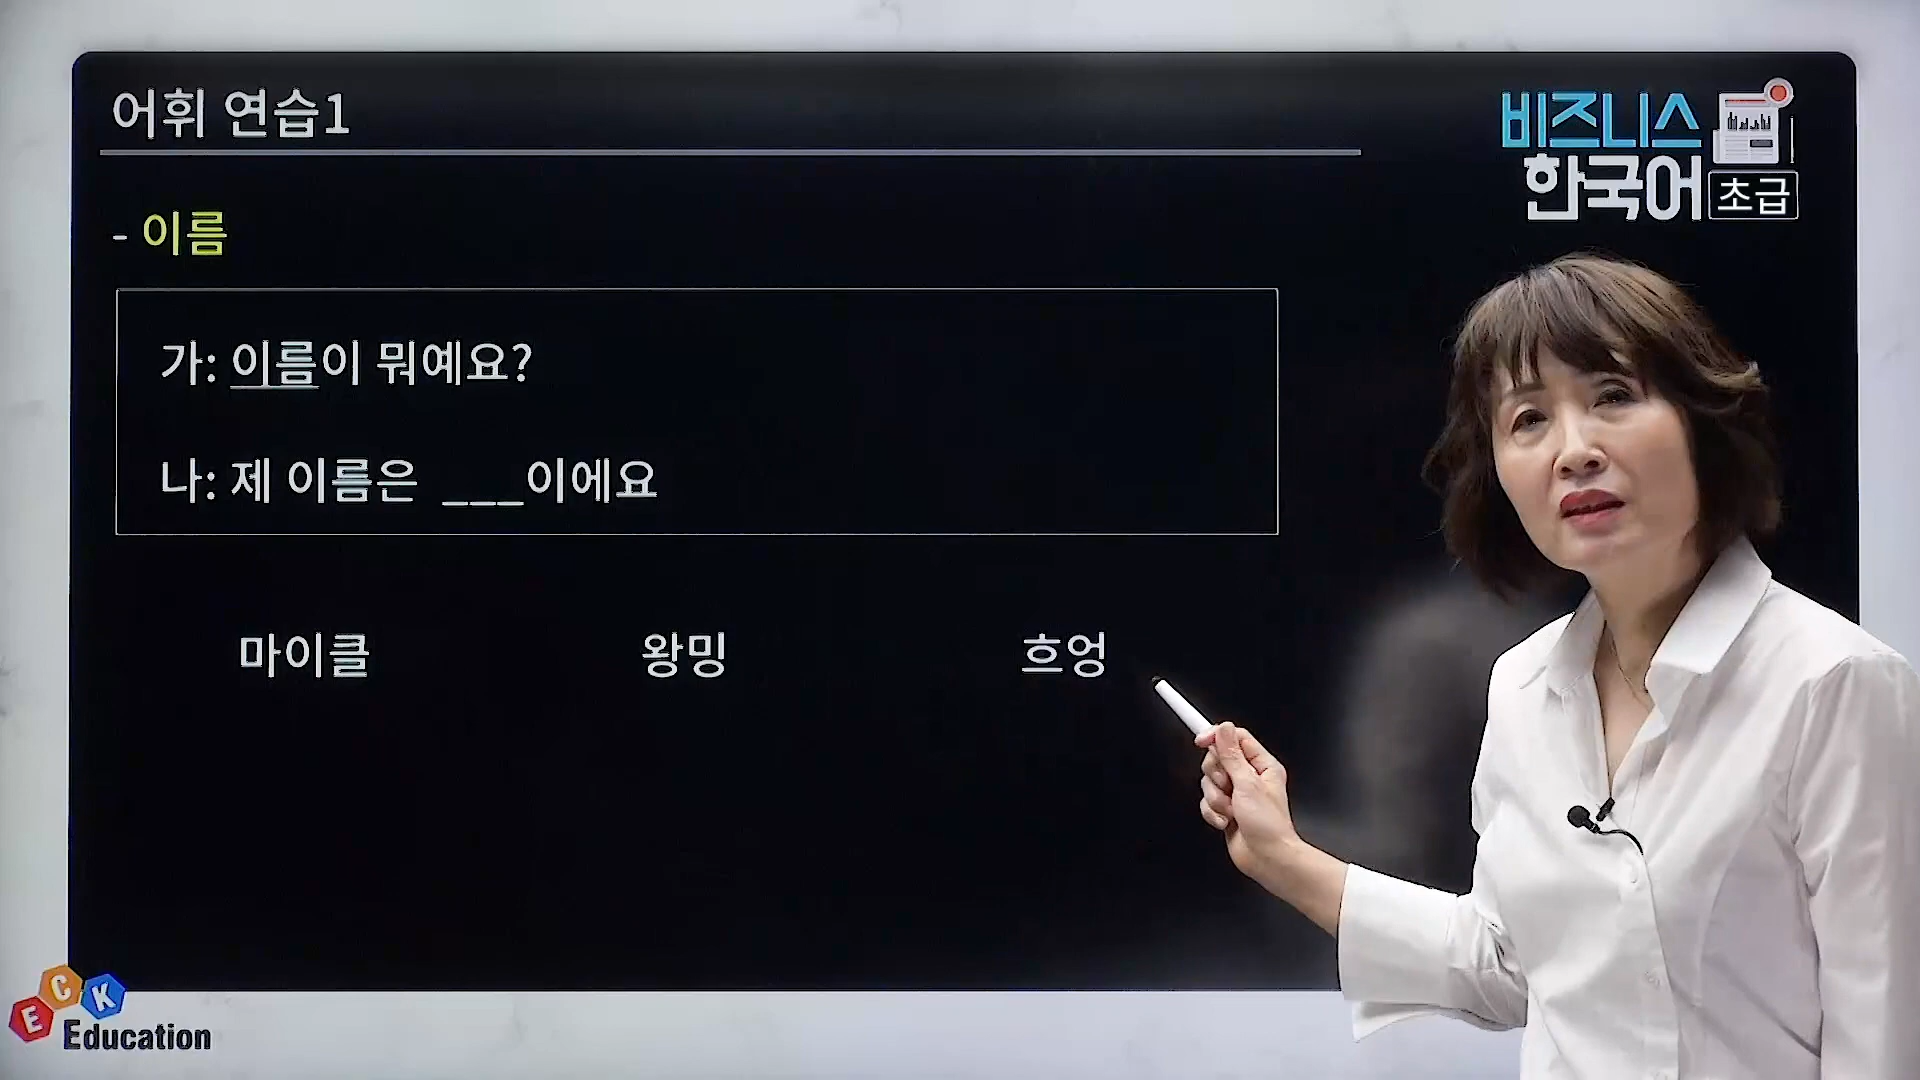 어휘 연습1
비즈니스
한국어 초급
- 이름
가: 이름이 뭐예요?
나: 제 이름은 ___이에요
마이클 왕밍 흐엉
ECK
Education